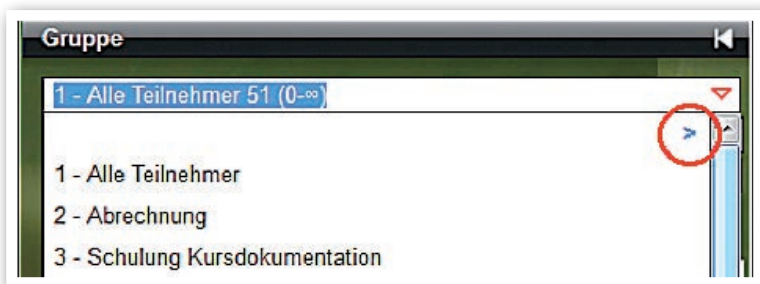 Gruppe
1 - Alle Teilnehmer 51 (0-∞)
>
1 - Alle Teilnehmer
2 - Abrechnung
3 - Schulung Kursdokumentation